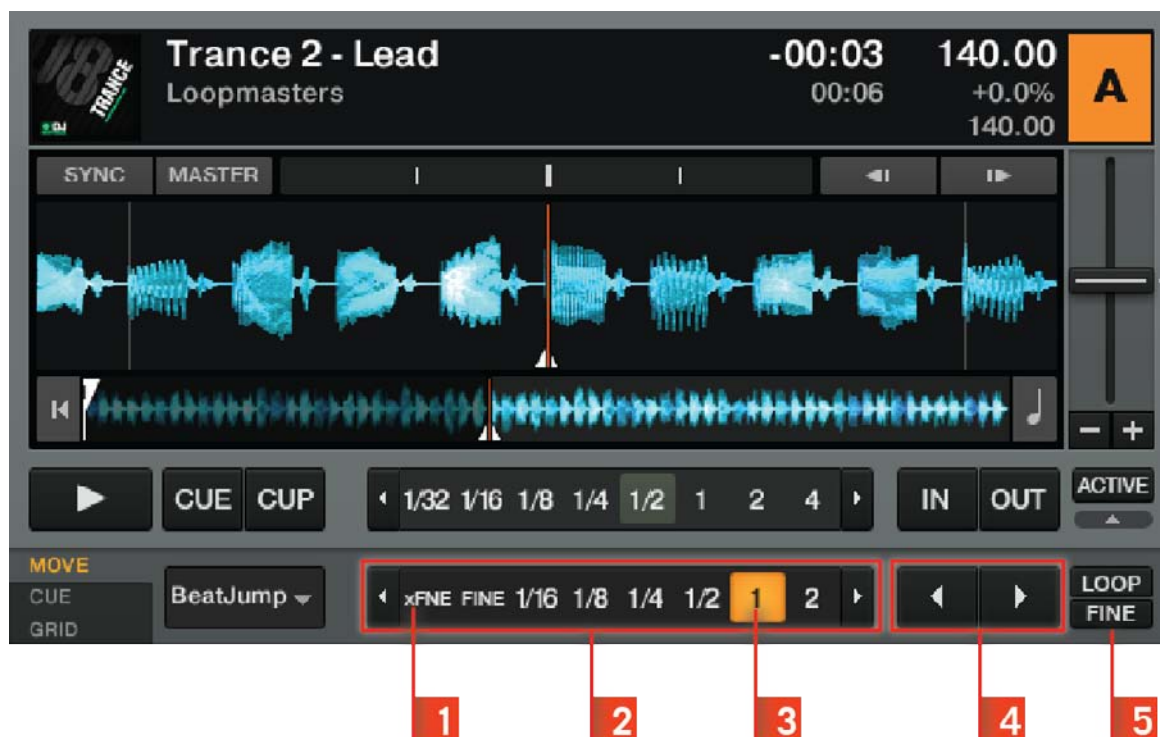 18
TRANCE
DJ
Trance 2 - Lead
Loopmasters
-00:03
00:06
140.00
+0.0%
140.00
A
SYNC
MASTER
- +
CUE CUP
1/32 1/16 1/8 1/4 1/2 1 2 4
IN OUT
ACTIVE
MOVE
CUE
GRID
BeatJump
xFNE FINE 1/16 1/8 1/4 1/2 1 2
LOOP
FINE
1 2 3 4 5